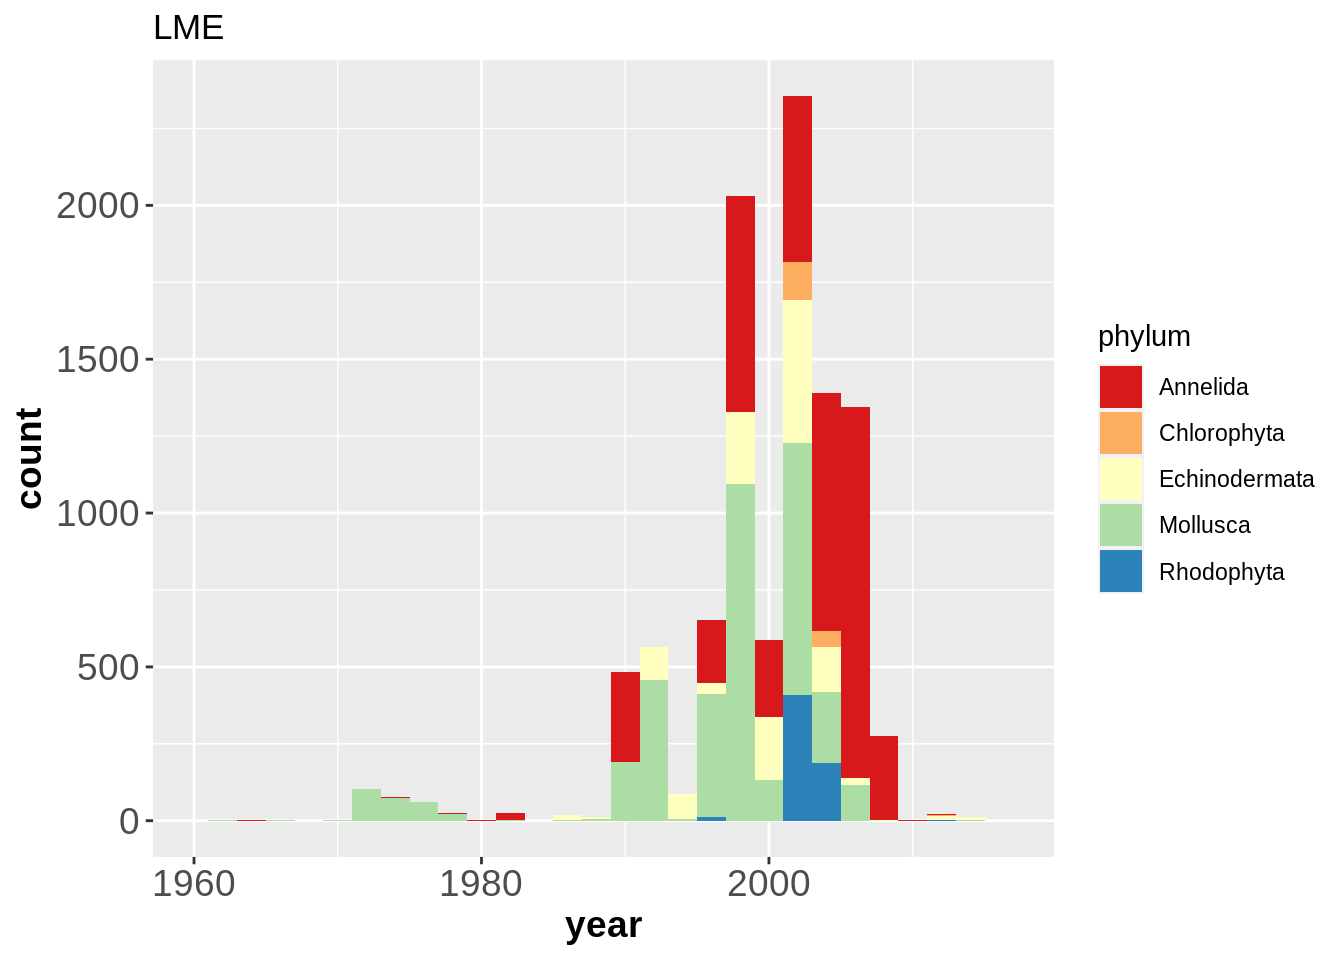 LME
count
2000
1500
1000
500
0
1960 1980 2000
year
phylum
Annelida
Chlorophyta
Echinodermata
Mollusca
Rhodophyta